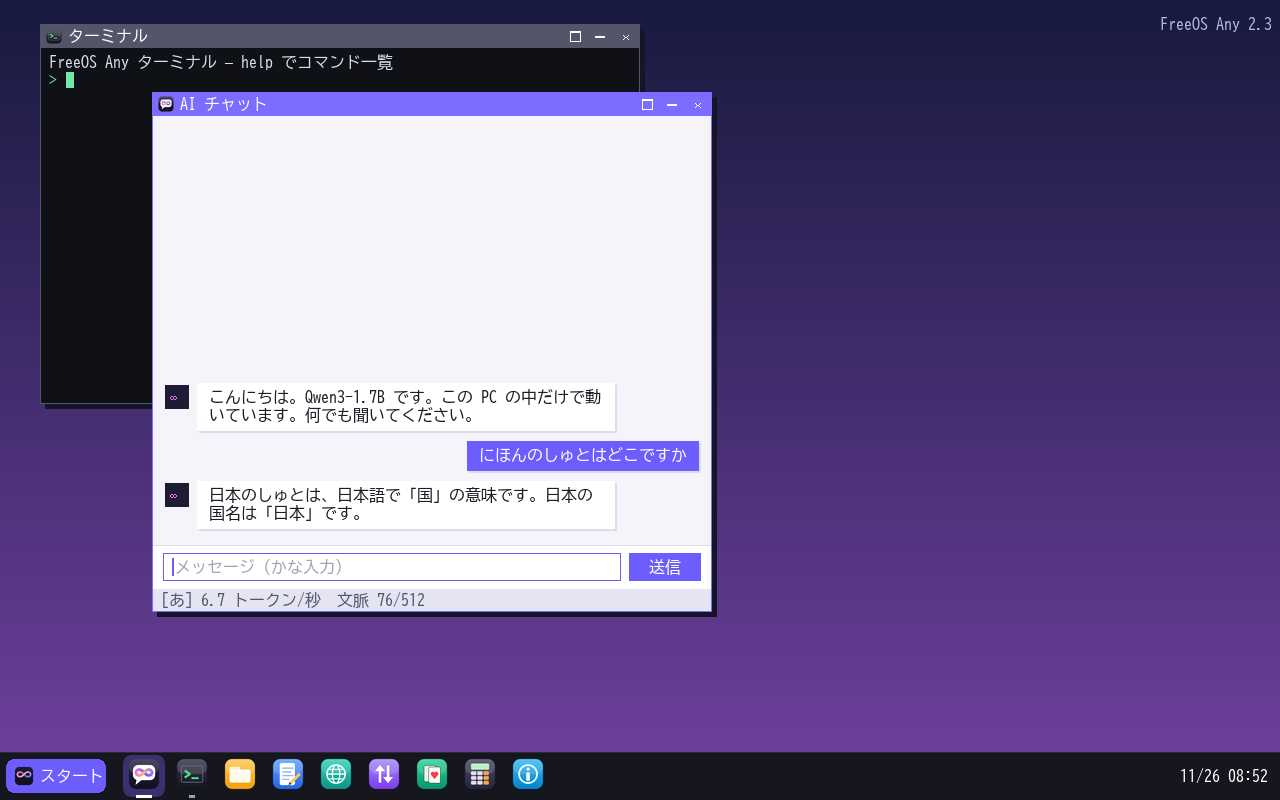 FreeOS Any 2.3
ターミナル
FreeOS Any ターミナル — help でコマンド一覧
>
AI チャット
こんにちは。Qwen3-1.7B です。この PC の中だけで動
いています。何でも聞いてください。
にほんのしゅとはどこですか
日本のしゅとは、日本語で「国」の意味です。日本の
国名は「日本」です。
メッセージ (かな入力)
送信
[あ] 6.7 トークン/秒 文脈 76/512
スタート
11/26 08:52